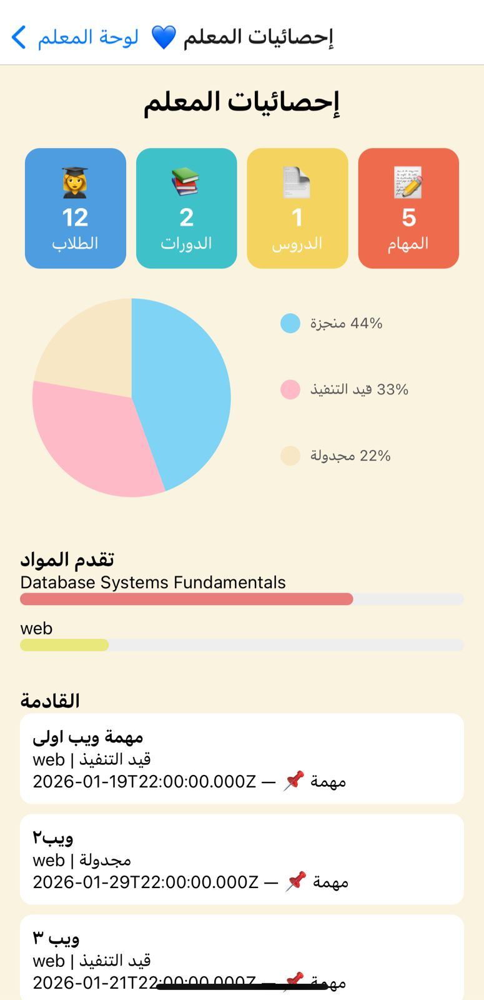 لوحة المعلم
إحصائيات المعلم 💙
إحصائيات المعلم
12
الطلاب
2
الدورات
1
الدروس
5
المهام
44% منجزة
33% قيد التنفيذ
22% مجدولة
تقدم المواد
Database Systems Fundamentals
web
القادمة
مهمة ويب اولى
web | قيد التنفيذ
2026-01-19T22:00:00.000Z — 📌 مهمة
ويب٢
web | مجدولة
2026-01-29T22:00:00.000Z — 📌 مهمة
ويب ٣
web | قيد التنفيذ
2026-01-21T22:00:00.000Z — 📌 مهمة